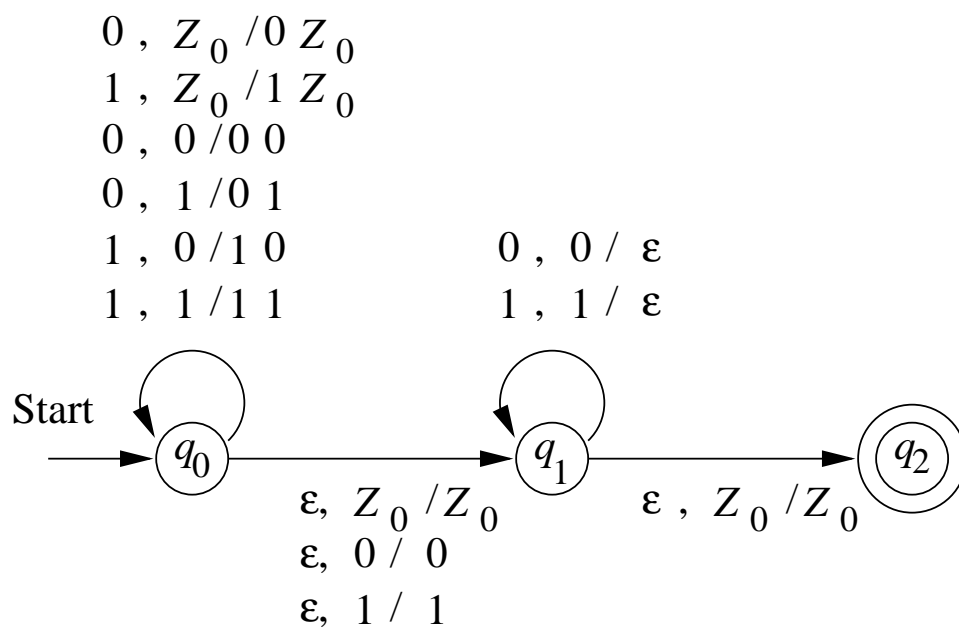 0 , Z₀ /0 Z₀
1 , Z₀ /1 Z₀
0 , 0 /0 0
0 , 1 /0 1
1 , 0 /1 0
1 , 1 /1 1
0 , 0 / ε
1 , 1 / ε
Start
q₀
q₁
q₂
ε, Z₀ /Z₀
ε, 0 / 0
ε, 1 / 1
ε , Z₀ /Z₀